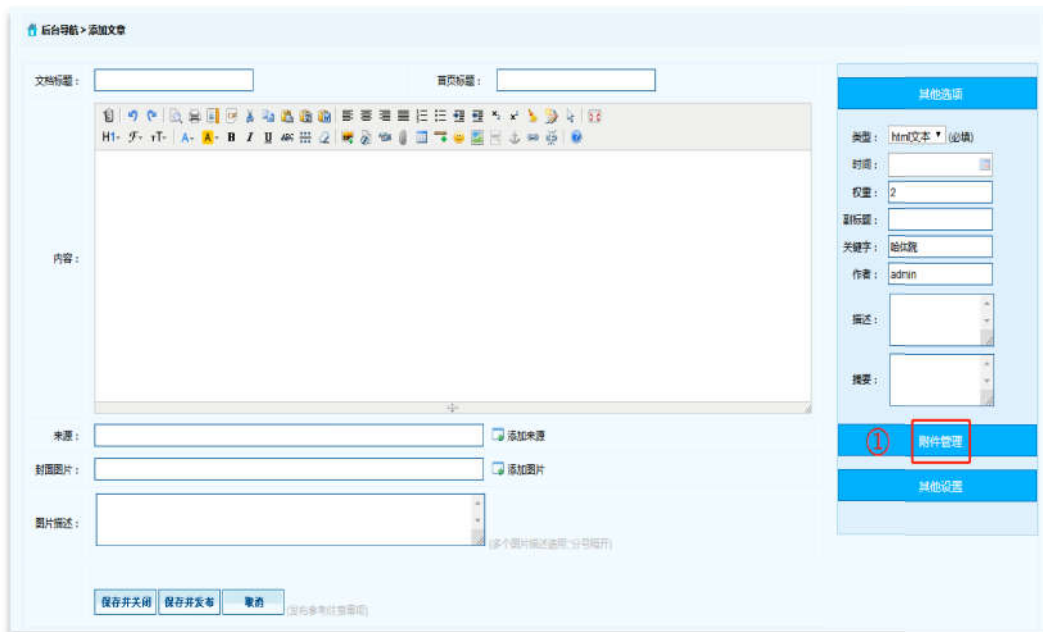 后台导航>添加文章
文档标题：
首页标题：
内容：
来源：
添加来源
封面图片：
添加图片
图片描述：
(多个图片描述请用;分号隔开)
保存并关闭 保存并发布 取消
其他选项
类型： html文本 (必填)
时间：
权重： 2
副标题：
关键字： 哈体院
作者： admin
描述：
摘要：
① 附件管理
其他设置